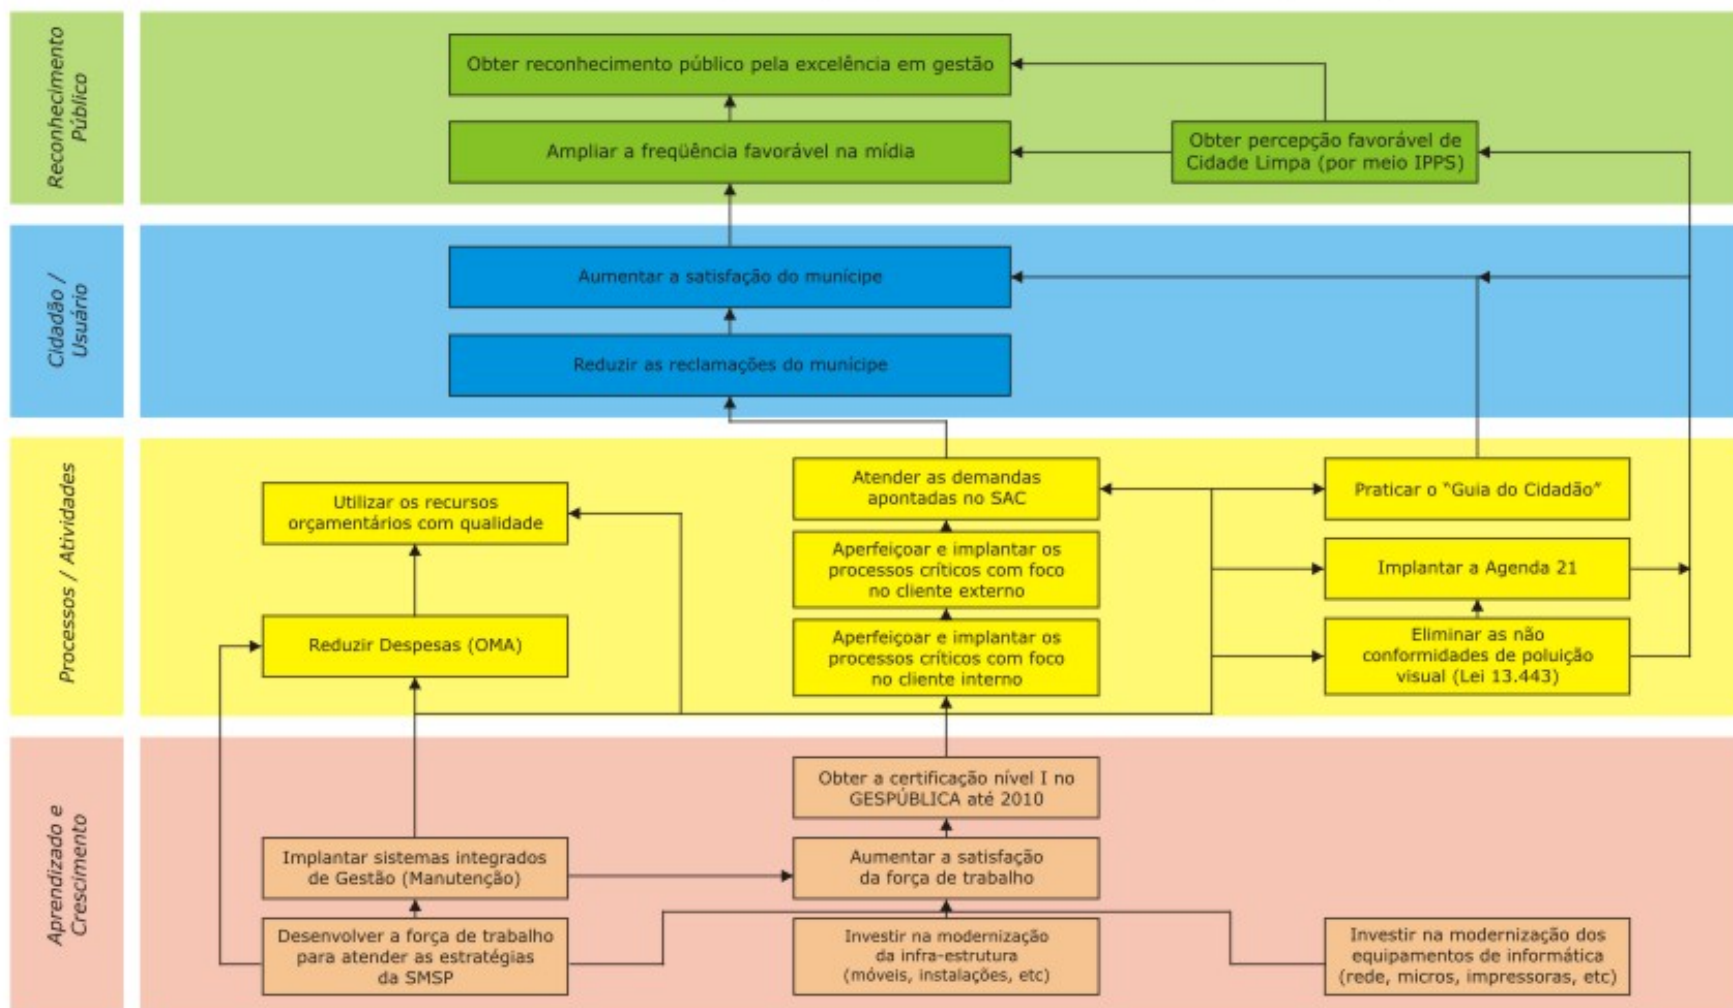 Reconhecimento
Público
Obter reconhecimento público pela excelência em gestão
Ampliar a freqüência favorável na mídia
Obter percepção favorável de
Cidade Limpa (por meio IPPS)
Cidadão /
Usuário
Aumentar a satisfação do munícipe
Reduzir as reclamações do munícipe
Processos / Atividades
Utilizar os recursos
orçamentários com qualidade
Reduzir Despesas (OMA)
Atender as demandas
apontadas no SAC
Aperfeiçoar e implantar os
processos críticos com foco
no cliente externo
Aperfeiçoar e implantar os
processos críticos com foco
no cliente interno
Praticar o “Guia do Cidadão”
Implantar a Agenda 21
Eliminar as não
conformidades de poluição
visual (Lei 13.443)
Aprendizado e
Crescimento
Obter a certificação nível I no
GESPÚBLICA até 2010
Implantar sistemas integrados
de Gestão (Manutenção)
Aumentar a satisfação
da força de trabalho
Desenvolver a força de trabalho
para atender as estratégias
da SMSP
Investir na modernização
da infra-estrutura
(móveis, instalações, etc)
Investir na modernização dos
equipamentos de informática
(rede, micros, impressoras, etc)